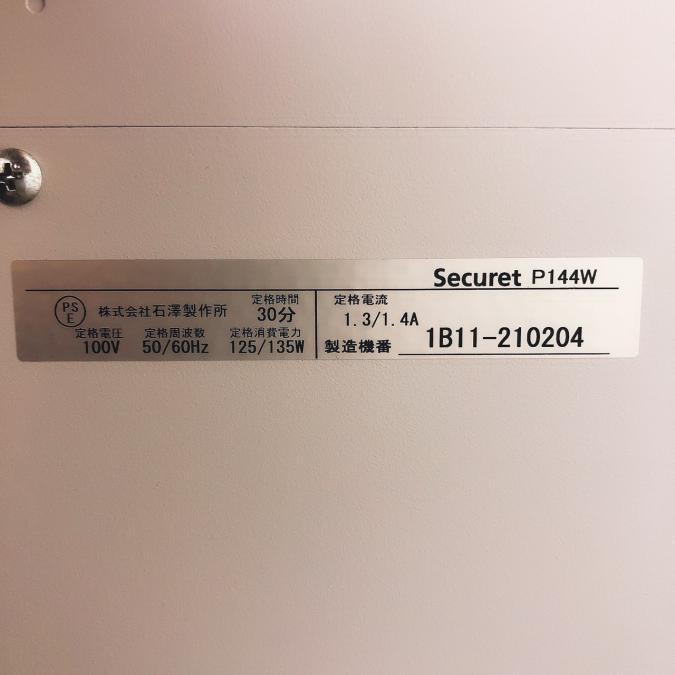 Securet P144W
PS
E
株式会社石澤製作所
定格時間
30分
定格電圧
100V
定格周波数
50/60Hz
定格消費電力
125/135W
定格電流
1.3/1.4A
製造機番 1B11-210204